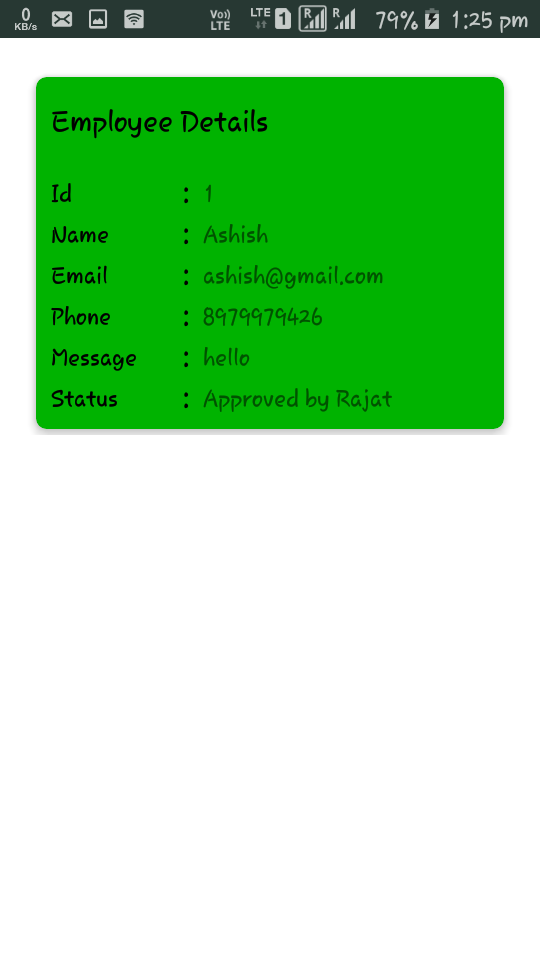 0 KB/s Vo)) LTE LTE 1 R R 79% 1:25 pm
Employee Details
Id : 1
Name : Ashish
Email : ashish@gmail.com
Phone : 8979979426
Message : hello
Status : Approved by Rajat